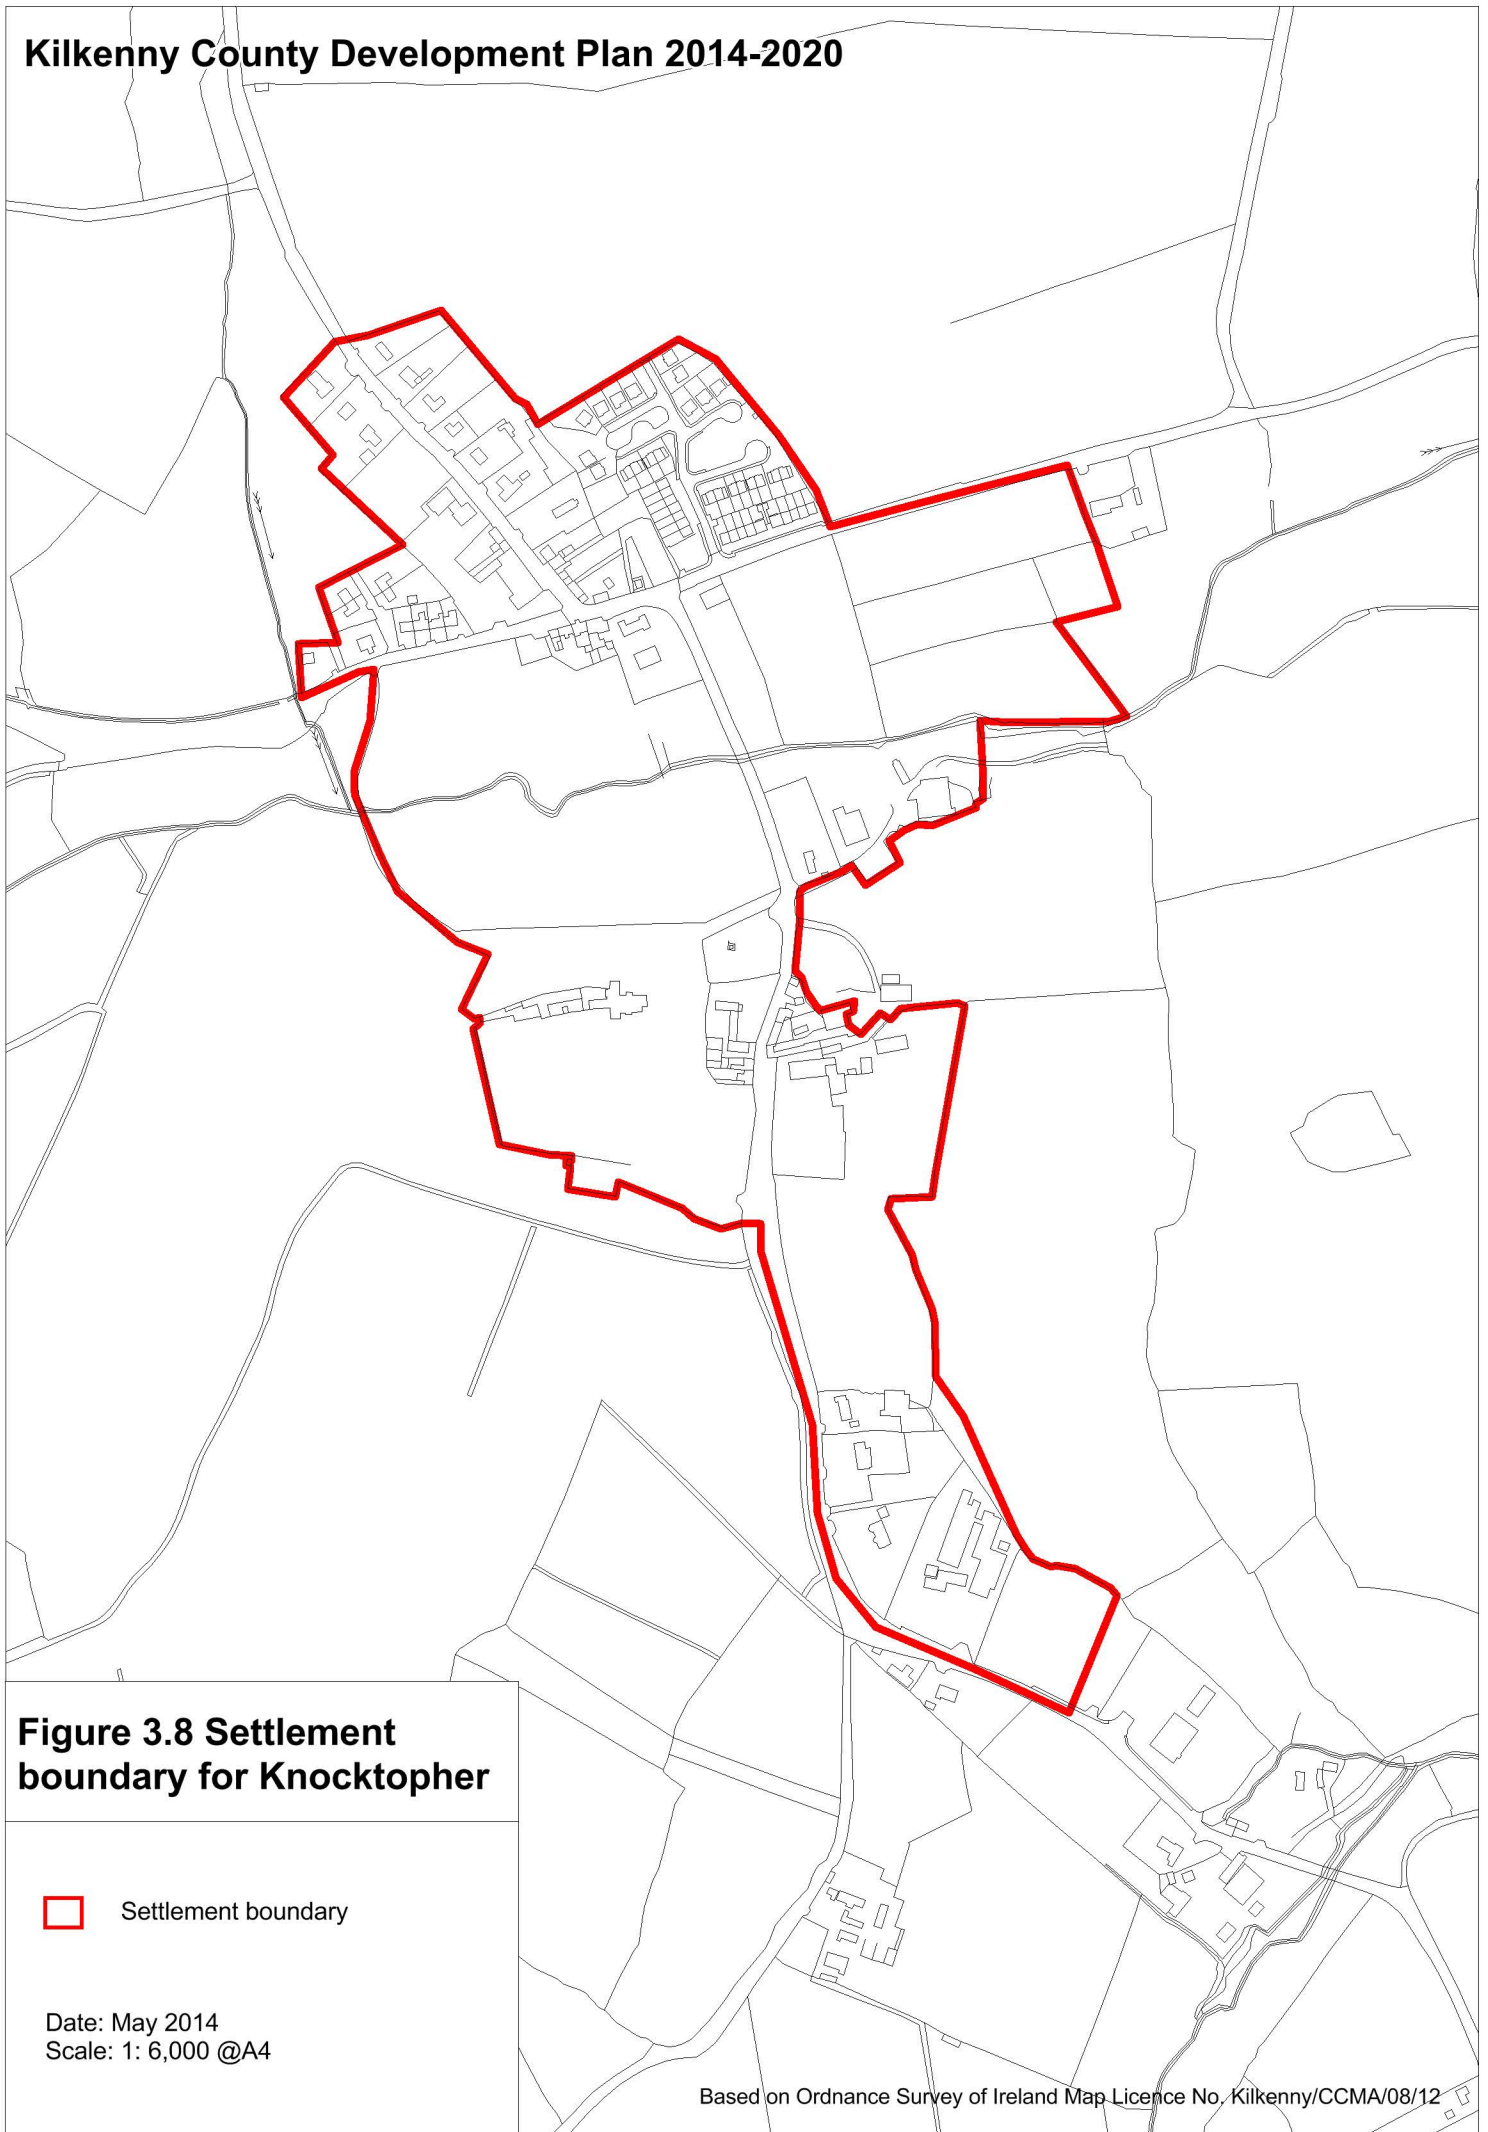 Kilkenny County Development Plan 2014-2020
Figure 3.8 Settlement
boundary for Knocktopher
Settlement boundary
Date: May 2014
Scale: 1: 6,000 @A4
Based on Ordnance Survey of Ireland Map Licence No. Kilkenny/CCMA/08/12